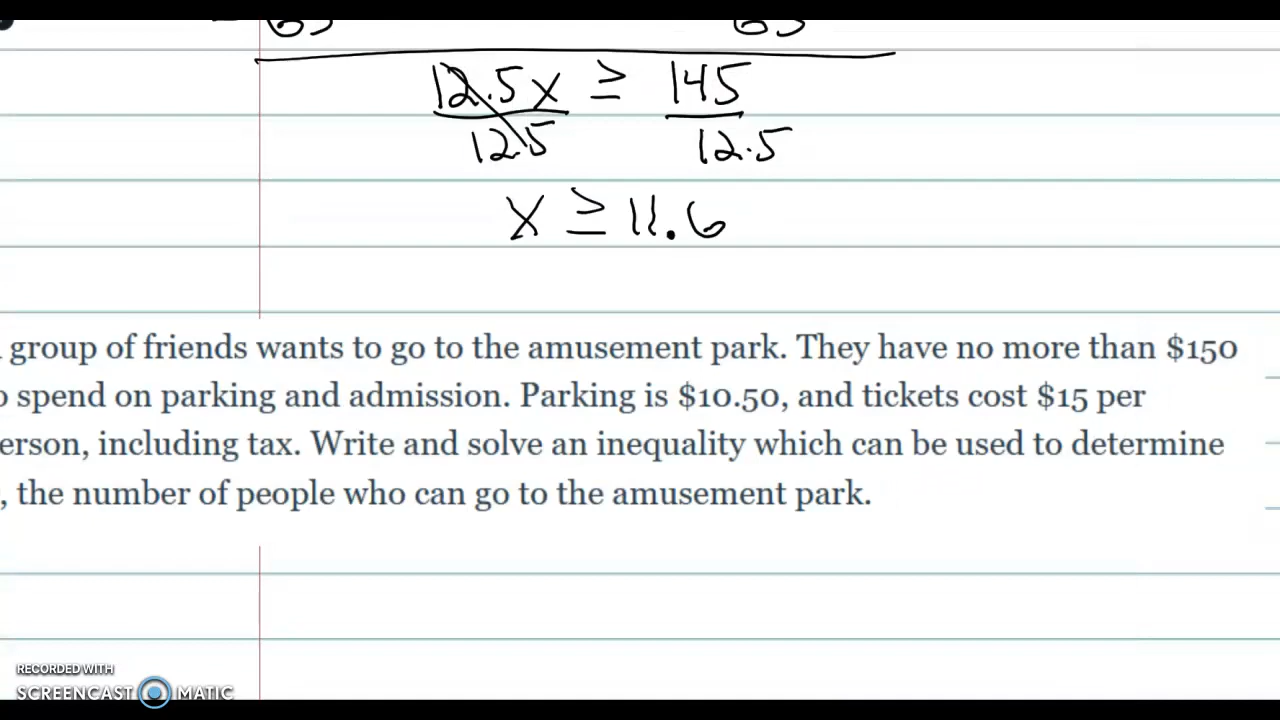 65 65
12.5x ≥ 145
12.5 12.5
x ≥ 11.6
group of friends wants to go to the amusement park. They have no more than $150
spend on parking and admission. Parking is $10.50, and tickets cost $15 per
erson, including tax. Write and solve an inequality which can be used to determine
, the number of people who can go to the amusement park.
RECORDED WITH
SCREENCAST MATIC